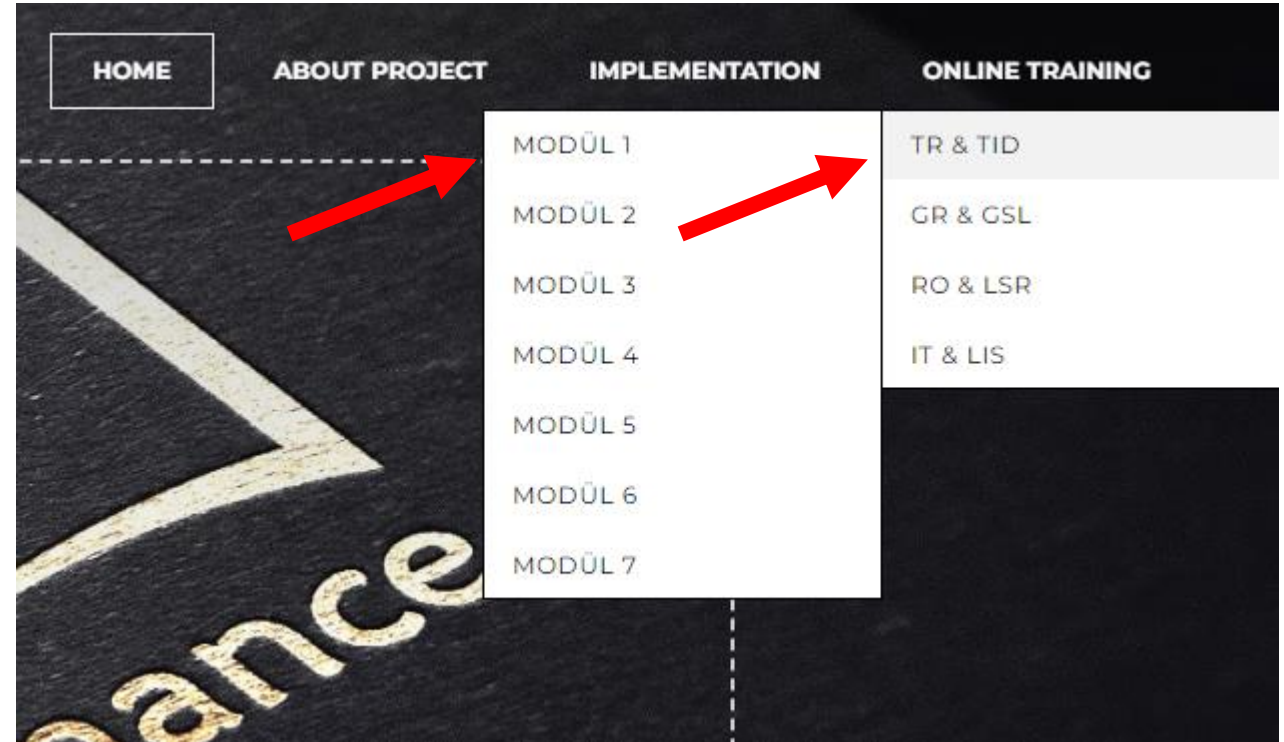 HOME ABOUT PROJECT IMPLEMENTATION ONLINE TRAINING
MODÜL 1
MODÜL 2
MODÜL 3
MODÜL 4
MODÜL 5
MODÜL 6
MODÜL 7
TR & TID
GR & GSL
RO & LSR
IT & LIS
ance